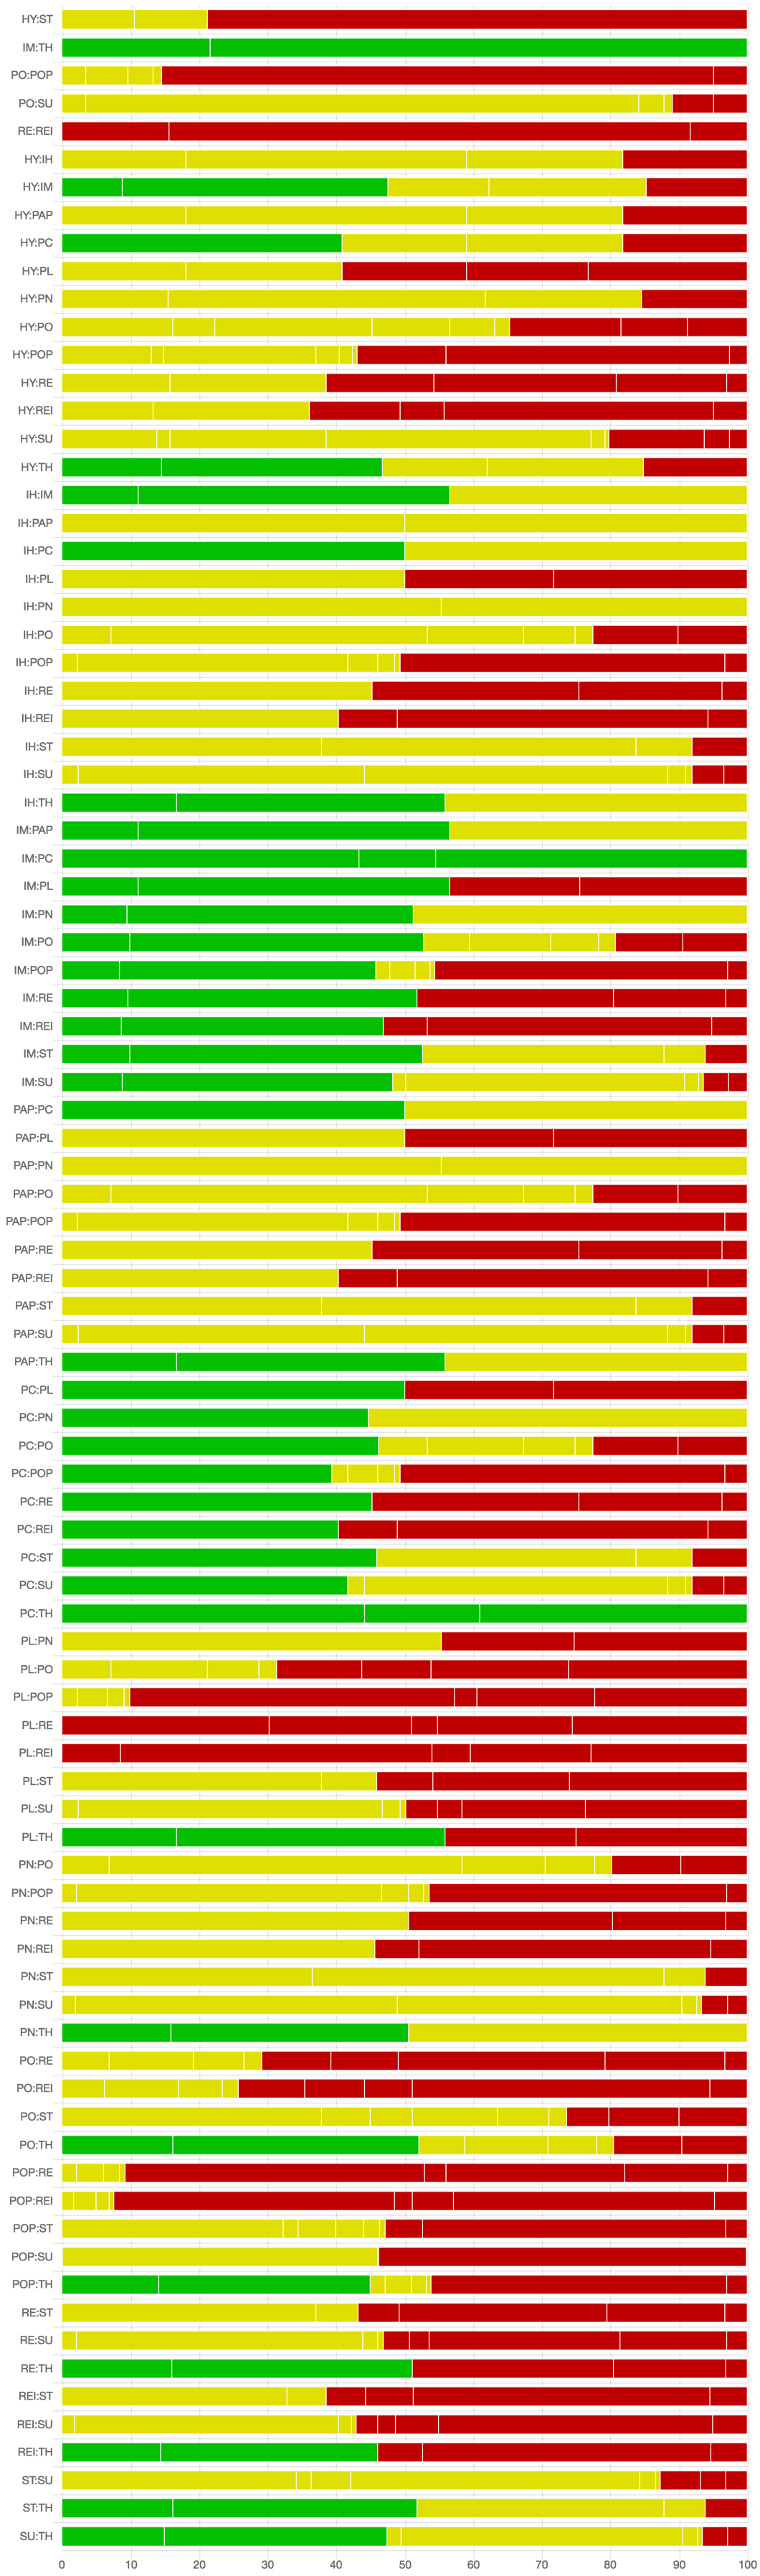 HY:ST
IM:TH
PO:POP
PO:SU
RE:REI
HY:IH
HY:IM
HY:PAP
HY:PC
HY:PL
HY:PN
HY:PO
HY:POP
HY:RE
HY:REI
HY:SU
HY:TH
IH:IM
IH:PAP
IH:PC
IH:PL
IH:PN
IH:PO
IH:POP
IH:RE
IH:REI
IH:ST
IH:SU
IH:TH
IM:PAP
IM:PC
IM:PL
IM:PN
IM:PO
IM:POP
IM:RE
IM:REI
IM:ST
IM:SU
PAP:PC
PAP:PL
PAP:PN
PAP:PO
PAP:POP
PAP:RE
PAP:REI
PAP:ST
PAP:SU
PAP:TH
PC:PL
PC:PN
PC:PO
PC:POP
PC:RE
PC:REI
PC:ST
PC:SU
PC:TH
PL:PN
PL:PO
PL:POP
PL:RE
PL:REI
PL:ST
PL:SU
PL:TH
PN:PO
PN:POP
PN:RE
PN:REI
PN:ST
PN:SU
PN:TH
PO:RE
PO:REI
PO:ST
PO:TH
POP:RE
POP:REI
POP:ST
POP:SU
POP:TH
RE:ST
RE:SU
RE:TH
REI:ST
REI:SU
REI:TH
ST:SU
ST:TH
SU:TH
0 10 20 30 40 50 60 70 80 90 100